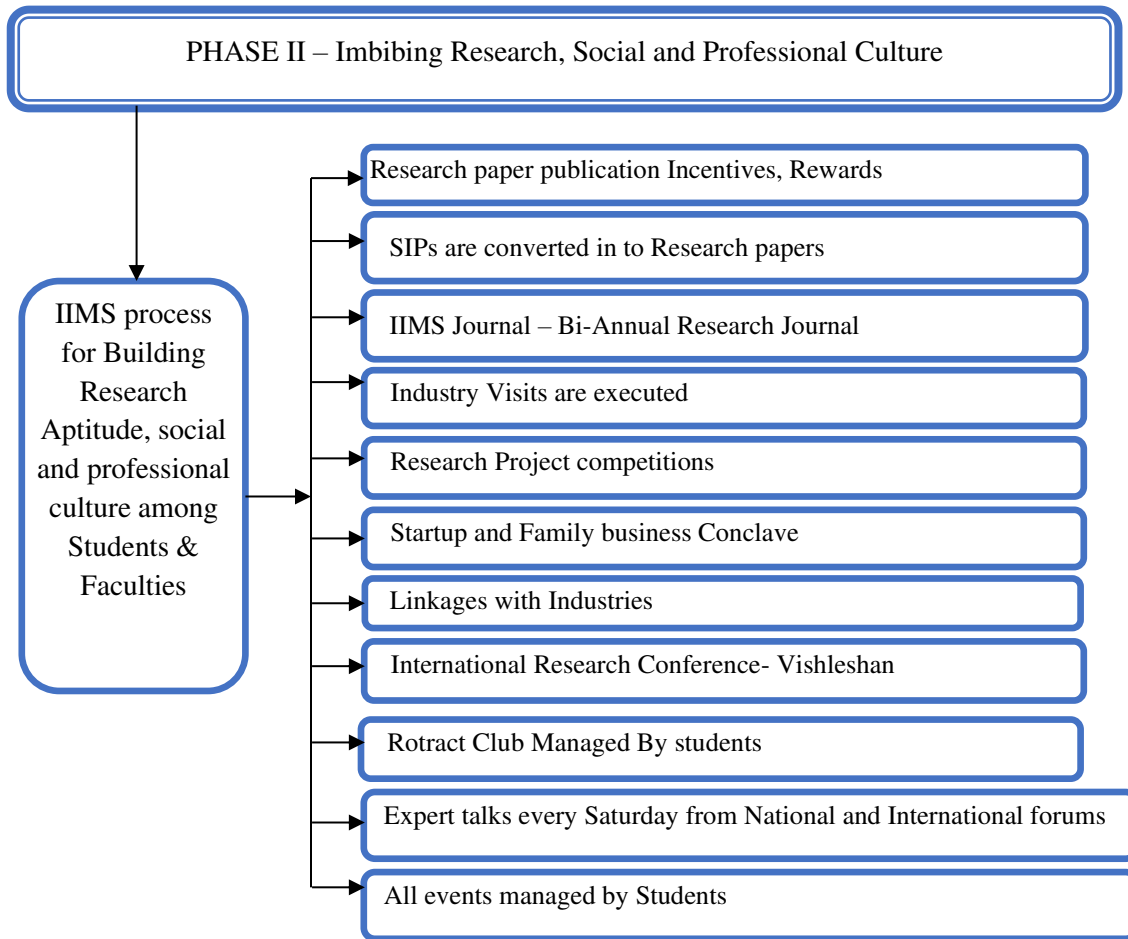 PHASE II – Imbibing Research, Social and Professional Culture
IIMS process
for Building
Research
Aptitude, social
and professional
culture among
Students &
Faculties
Research paper publication Incentives, Rewards
SIPs are converted in to Research papers
IIMS Journal – Bi-Annual Research Journal
Industry Visits are executed
Research Project competitions
Startup and Family business Conclave
Linkages with Industries
International Research Conference- Vishleshan
Rotract Club Managed By students
Expert talks every Saturday from National and International forums
All events managed by Students